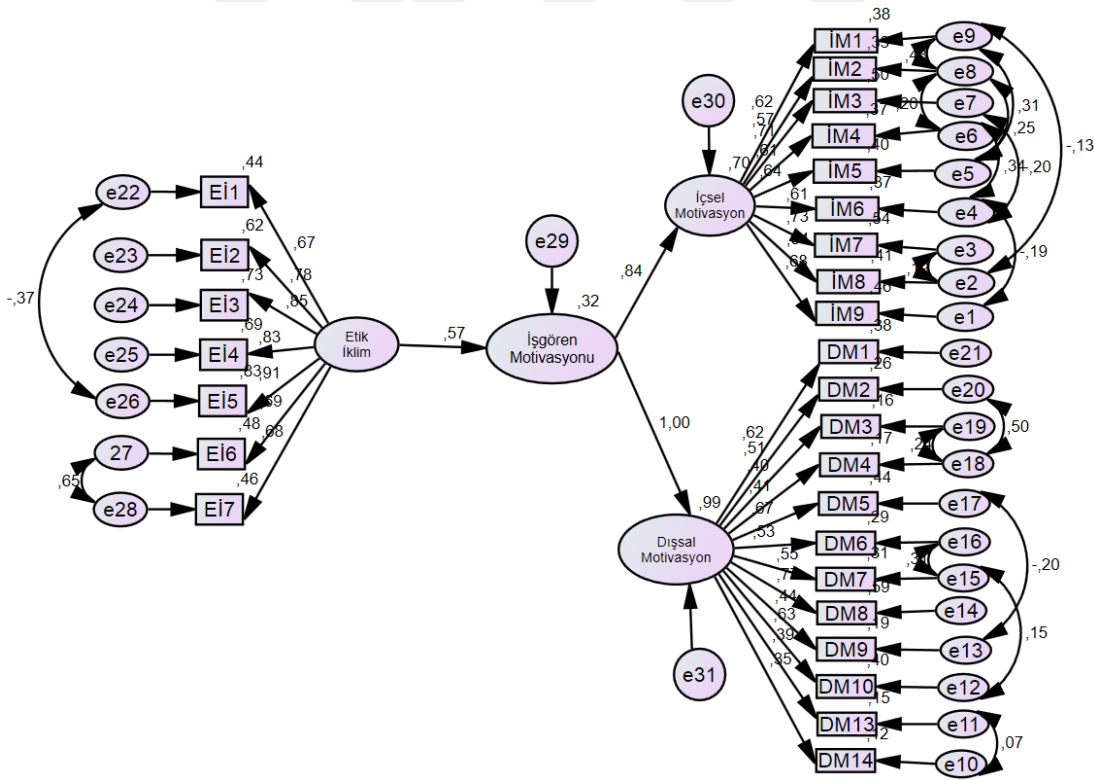 ,44
e22
Eİ1
,62
,67
e23
Eİ2
,73
,78
-,37
e24
Eİ3
,85
,69
,83
e25
Eİ4
,83
,91
e26
Eİ5
,48
,68
27
Eİ6
,65
,46
e28
Eİ7
Etik
İklim
,57
e29
,32
İşgören
Motivasyonu
,84
1,00
e30
,70
İçsel
Motivasyon
,99
Dışsal
Motivasyon
e31
,62
,57
,71
,61
,64
,61
,73
,68
,38
İM1
e9
İM2
e8
,50
İM3
e7
,37
,20
İM4
e6
,40
İM5
e5
,37
İM6
e4
,54
İM7
e3
,41
İM8
e2
,46
İM9
e1
,38
,31
,25
,34
-,20
-,13
-,19
DM1
e21
,26
DM2
e20
,16
DM3
e19
,17
DM4
e18
,44
DM5
e17
,29
DM6
e16
,31
DM7
e15
,59
DM8
e14
,19
DM9
e13
,40
DM10
e12
,15
DM13
e11
,12
DM14
e10
,62
,51
,40
,41
,67
,53
,55
,44
,63
,39
,35
,50
-,20
,15
,07